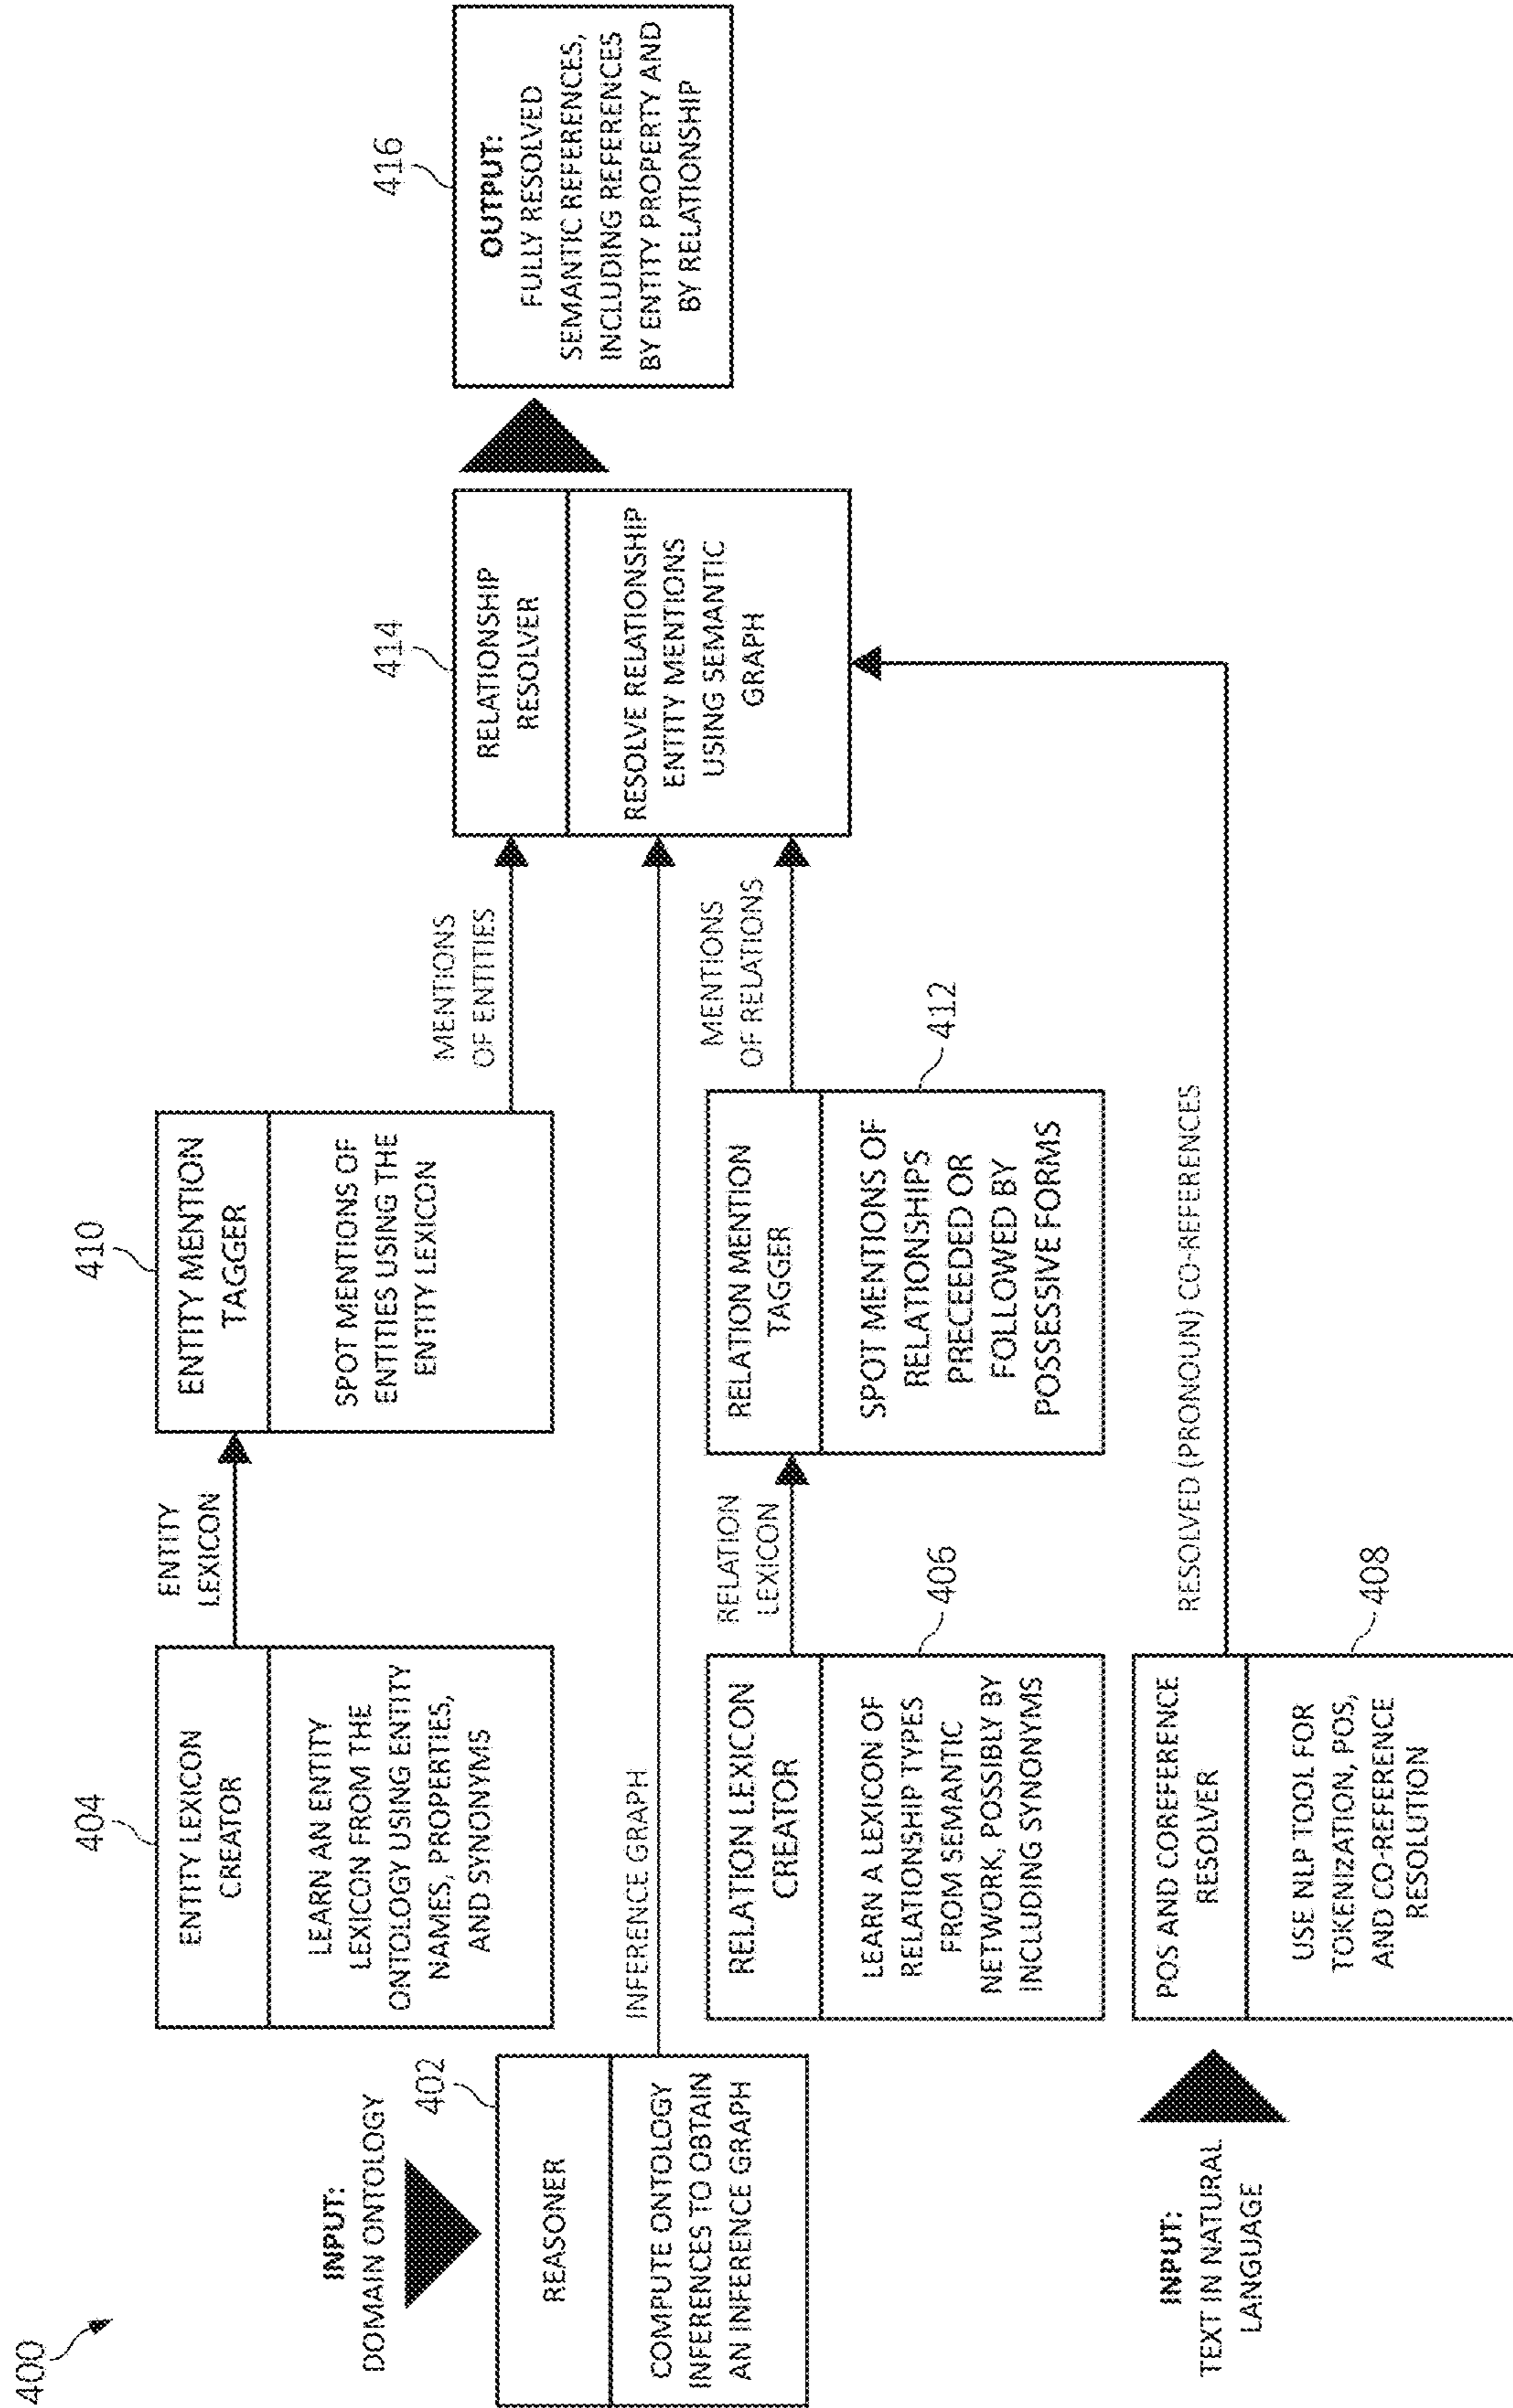 400
INPUT:
DOMAIN ONTOLOGY
402
REASONER
COMPUTE ONTOLOGY
INFERENCES TO OBTAIN
AN INFERENCE GRAPH
INPUT:
TEXT IN NATURAL
LANGUAGE
404
ENTITY LEXICON
CREATOR
LEARN AN ENTITY
LEXICON FROM THE
ONTOLOGY USING ENTITY
NAMES, PROPERTIES,
AND SYNONYMS
INFERENCE GRAPH
RELATION LEXICON
CREATOR
LEARN A LEXICON OF
RELATIONSHIP TYPES
FROM SEMANTIC
NETWORK, POSSIBLY BY
INCLUDING SYNONYMS
406
POS AND COREFERENCE
RESOLVER
USE NLP TOOL FOR
TOKENIZATION, POS,
AND CO-REFERENCE
RESOLUTION
408
ENTITY
LEXICON
RELATION
LEXICON
RESOLVED (PRONOUN) CO-REFERENCES
410
ENTITY MENTION
TAGGER
SPOT MENTIONS OF
ENTITIES USING THE
ENTITY LEXICON
RELATION MENTION
TAGGER
SPOT MENTIONS OF
RELATIONSHIPS
PRECEEDED OR
FOLLOWED BY
POSSESSIVE FORMS
412
MENTIONS
OF ENTITIES
MENTIONS
OF RELATIONS
414
RELATIONSHIP
RESOLVER
RESOLVE RELATIONSHIP
ENTITY MENTIONS
USING SEMANTIC
GRAPH
416
OUTPUT:
FULLY RESOLVED
SEMANTIC REFERENCES,
INCLUDING REFERENCES
BY ENTITY PROPERTY AND
BY RELATIONSHIP